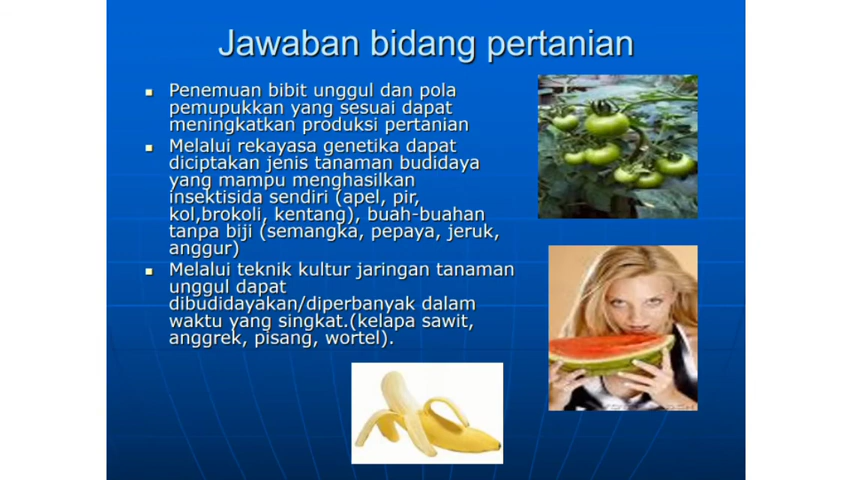 Jawaban bidang pertanian
Penemuan bibit unggul dan pola
pemupukkan yang sesuai dapat
meningkatkan produksi pertanian
Melalui rekayasa genetika dapat
diciptakan jenis tanaman budidaya
yang mampu menghasilkan
insektisida sendiri (apel, pir,
kol,brokoli, kentang), buah-buahan
tanpa biji (semangka, pepaya, jeruk,
anggur)
Melalui teknik kultur jaringan tanaman
unggul dapat
dibudidayakan/diperbanyak dalam
waktu yang singkat.(kelapa sawit,
anggrek, pisang, wortel).